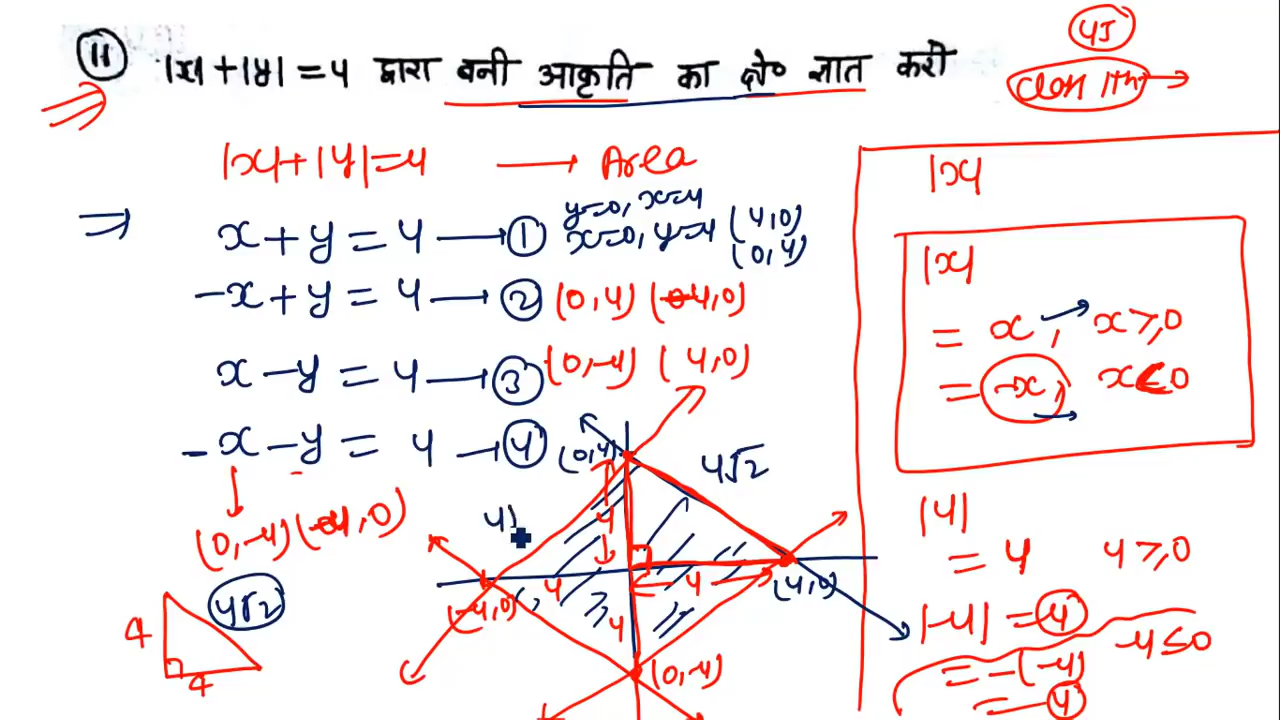 11 |x|+|y|=4 द्वारा बनी आकृति का क्षे० ज्ञात करो
|x|+|y|=4 → Area
⇒ x+y=4 → ① y=0, x=4
x=0, y=4 (4,0)
(0,4)
-x+y=4 → ② (0,4) (-4,0)
x-y=4 → ③ (0,-4) (4,0)
-x-y=4 → ④
(0,-4) (-4,0)
4
4
4√2
(0,4)
4√2
4
4
4
4
4√
(-4,0)
(4,0)
(0,-4)
Class 11th →
|x|
|x|
= x, → x≥0
= -x, → x<0
|4|
= 4 4≥0
|-4| = 4
= -(-4) -4≤0
= 4